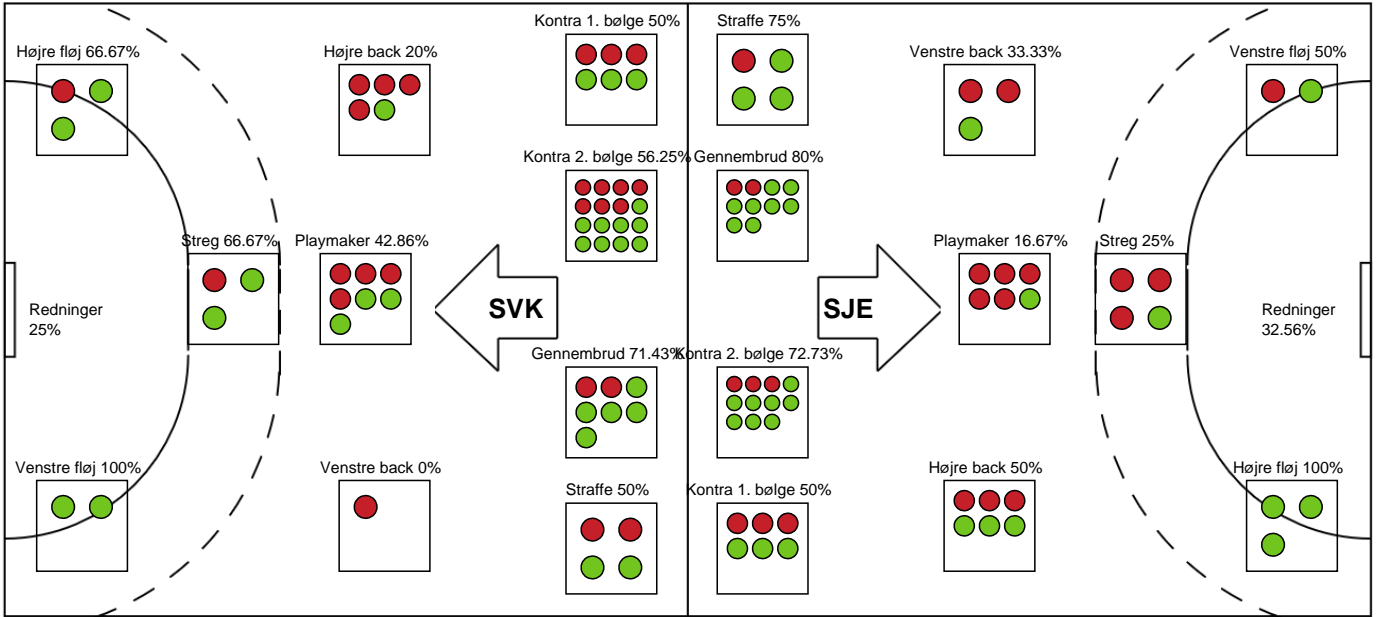 Kontra 1. bølge 50%
Straffe 75%
Højre fløj 66.67%
Højre back 20%
Venstre back 33.33%
Venstre fløj 50%
Kontra 2. bølge 56.25%
Gennembrud 80%
Streg 66.67%
Playmaker 42.86%
Playmaker 16.67%
Streg 25%
Redninger
25%
SVK
SJE
Redninger
32.56%
Gennembrud 71.43%
Kontra 2. bølge 72.73%
Venstre fløj 100%
Venstre back 0%
Højre back 50%
Højre fløj 100%
Straffe 50%
Kontra 1. bølge 50%